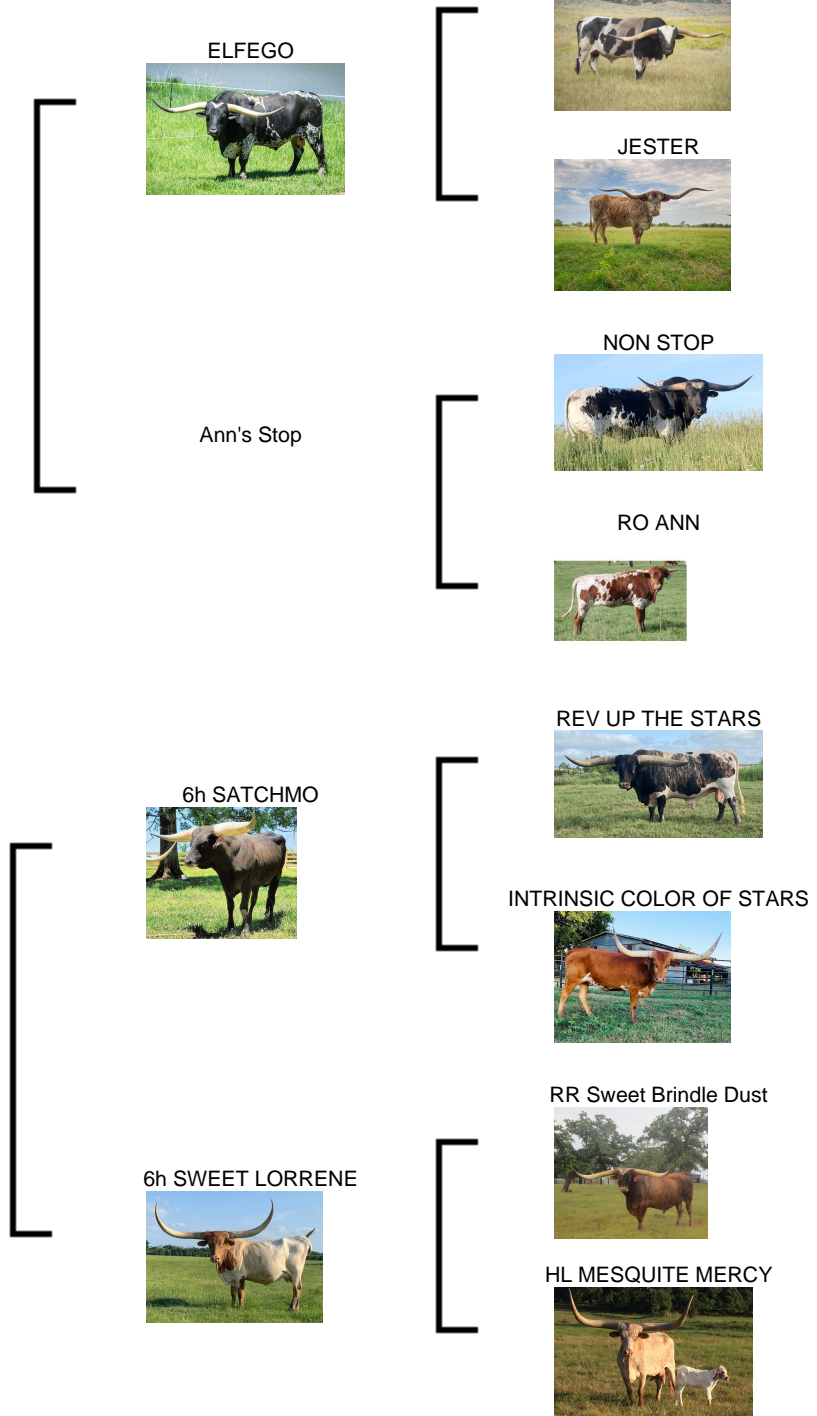 ELFEGO
JESTER
NON STOP
Ann's Stop
RO ANN
REV UP THE STARS
6h SATCHMO
INTRINSIC COLOR OF STARS
RR Sweet Brindle Dust
6h SWEET LORRENE
HL MESQUITE MERCY